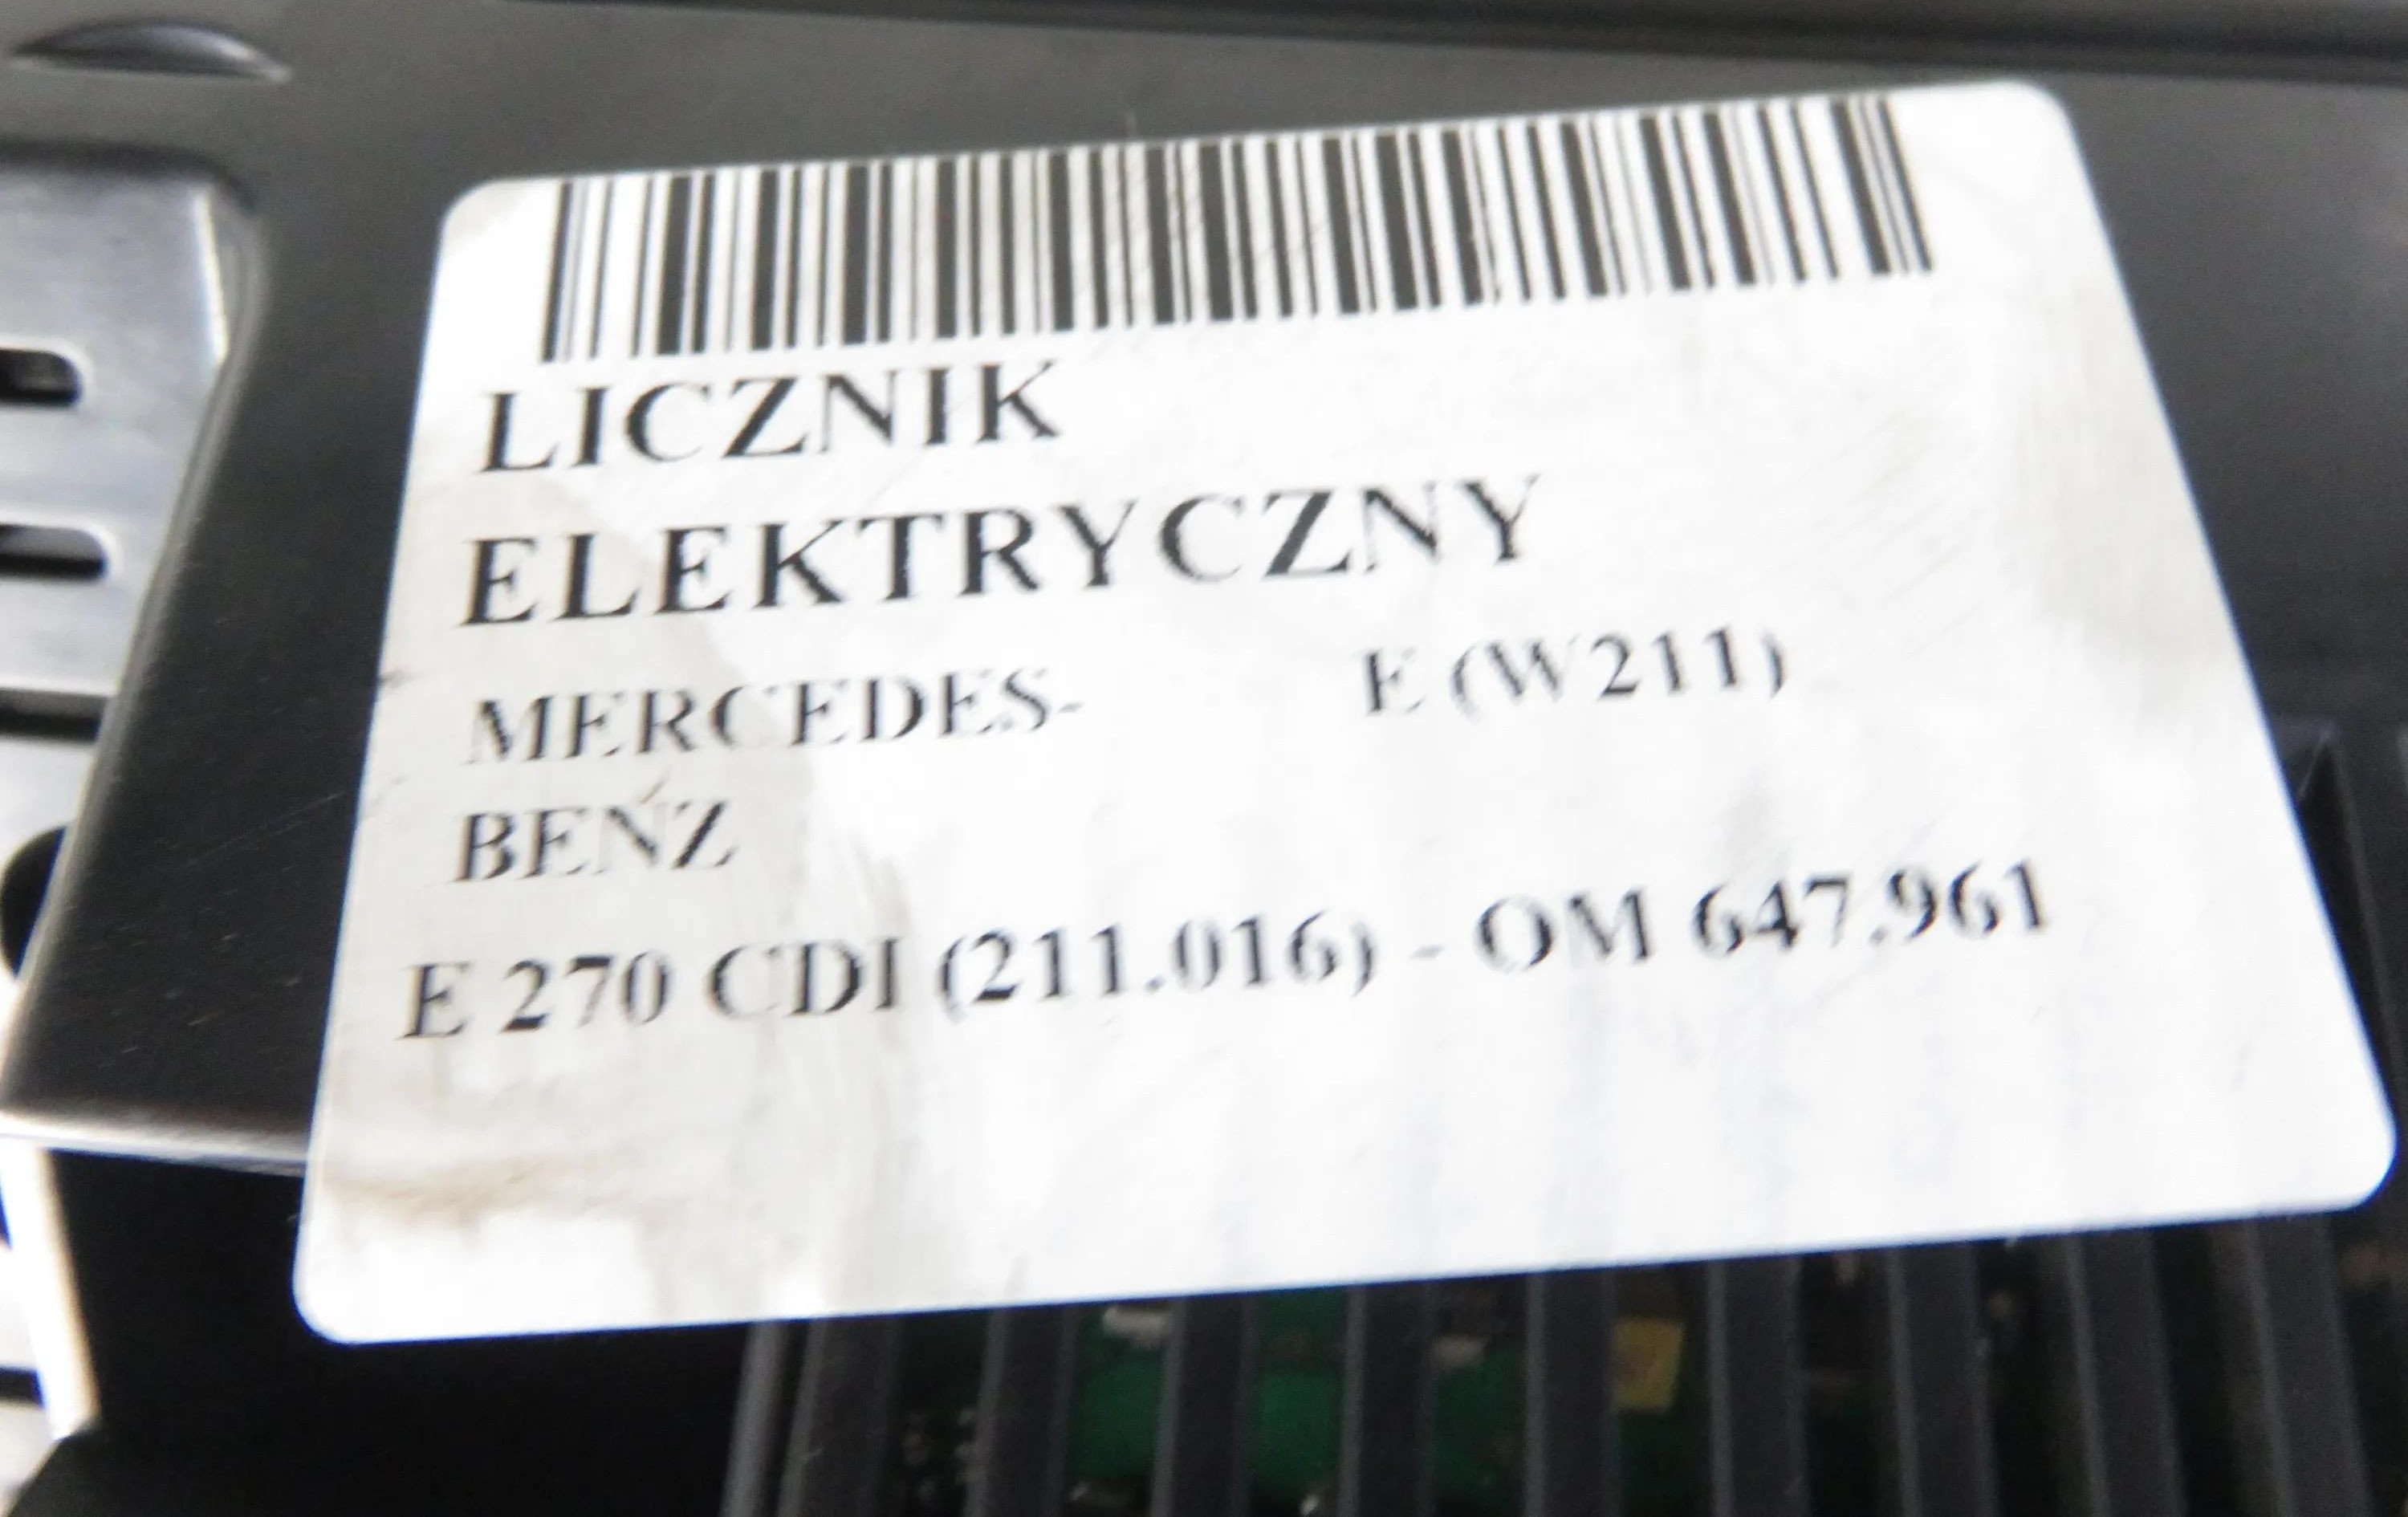 LICZNIK
ELEKTRYCZNY
MERCEDES- E (W211)
BENZ
E 270 CDI (211.016) - OM 647.961